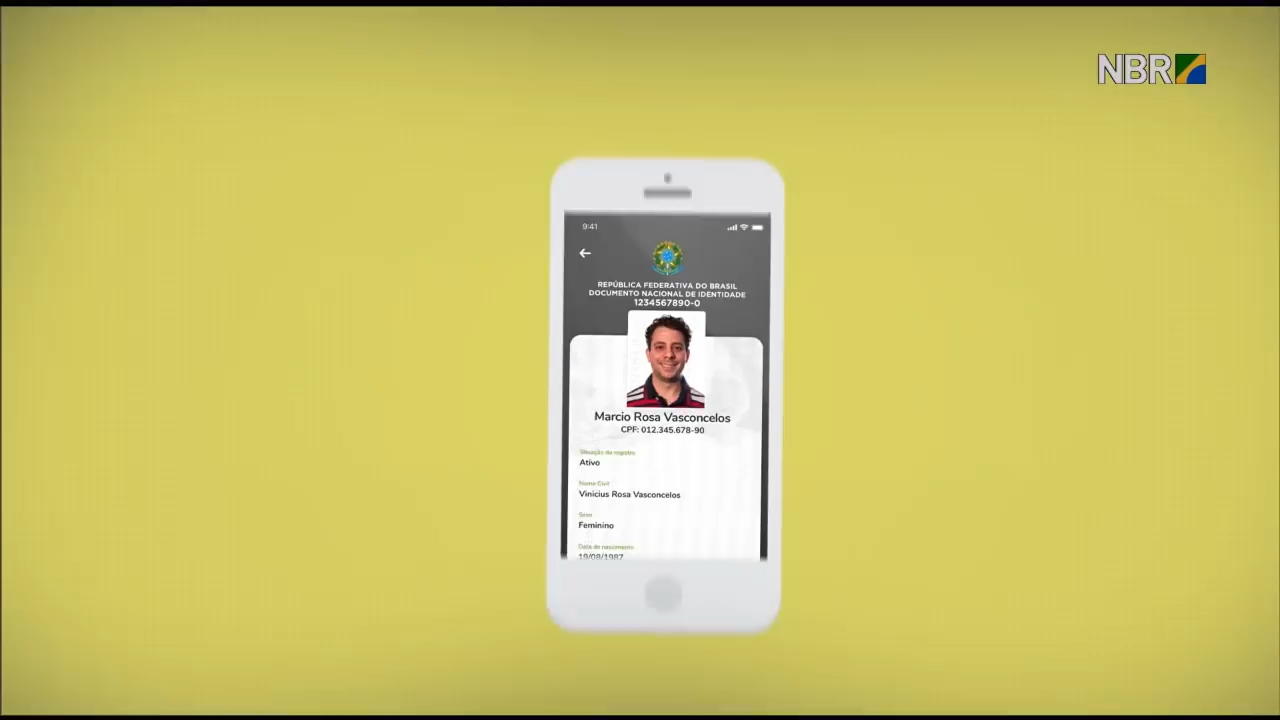 NBR
9:41
REPÚBLICA FEDERATIVA DO BRASIL
DOCUMENTO NACIONAL DE IDENTIDADE
1234567890-0
Marcio Rosa Vasconcelos
CPF: 012.345.678-90
Situação do registro
Ativo
Nome Civil
Vinicius Rosa Vasconcelos
Sexo
Feminino
Data de nascimento
19/08/1987